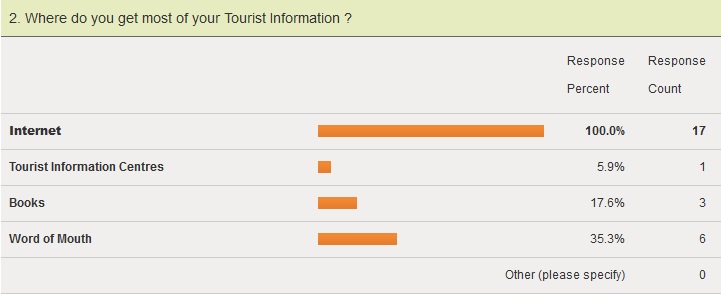 2. Where do you get most of your Tourist Information ?
Response Percent Response Count
Internet 100.0% 17
Tourist Information Centres 5.9% 1
Books 17.6% 3
Word of Mouth 35.3% 6
Other (please specify) 0